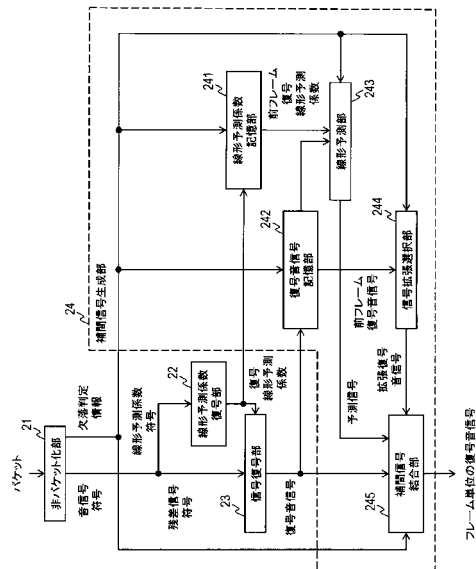 パケット
21
非パケット化部
欠落判定
情報
音信号
符号
線形予測係数
符号
22
線形予測係数
復号部
残差信号
符号
復号
線形予測
係数
23
信号復号部
復号音信号
24
補間信号生成部
241
線形予測係数
記憶部
前フレーム
復号
線形予測
係数
242
復号音信号
記憶部
243
線形予測部
前フレーム
復号音信号
244
信号拡張選択部
予測信号
拡張復号
音信号
245
補間信号
結合部
フレーム単位の復号音信号